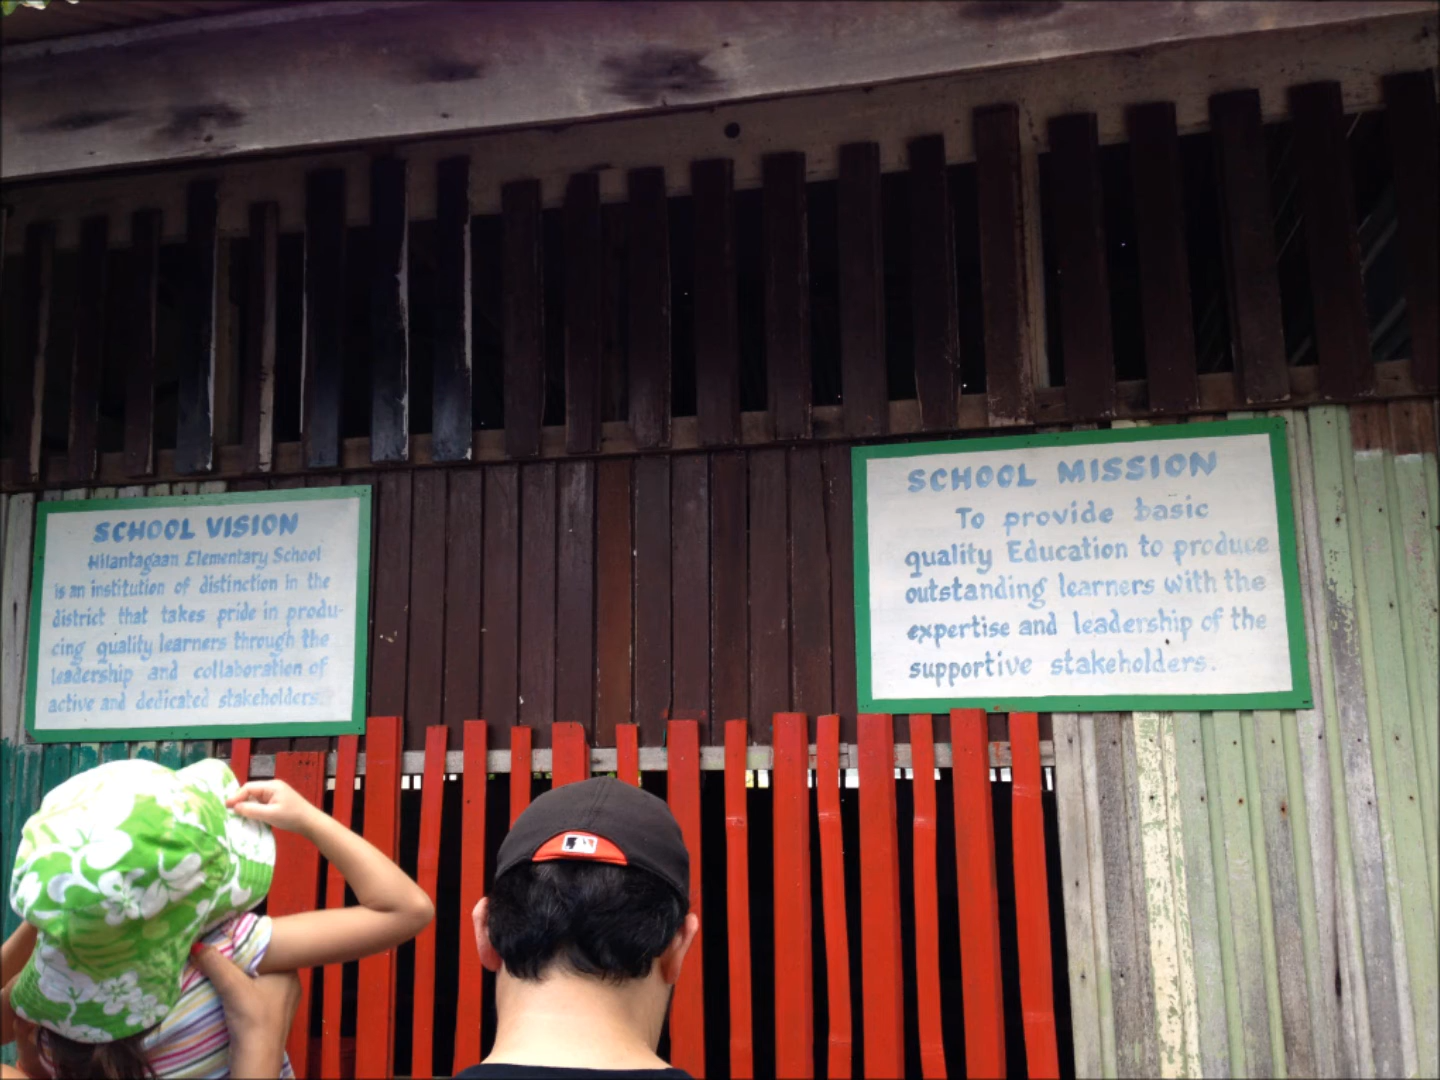 SCHOOL VISION
Hilantagaan Elementary School
is an institution of distinction in the
district that takes pride in produ-
cing quality learners through the
leadership and collaboration of
active and dedicated stakeholders.
SCHOOL MISSION
To provide basic
quality Education to produce
outstanding learners with the
expertise and leadership of the
supportive stakeholders.